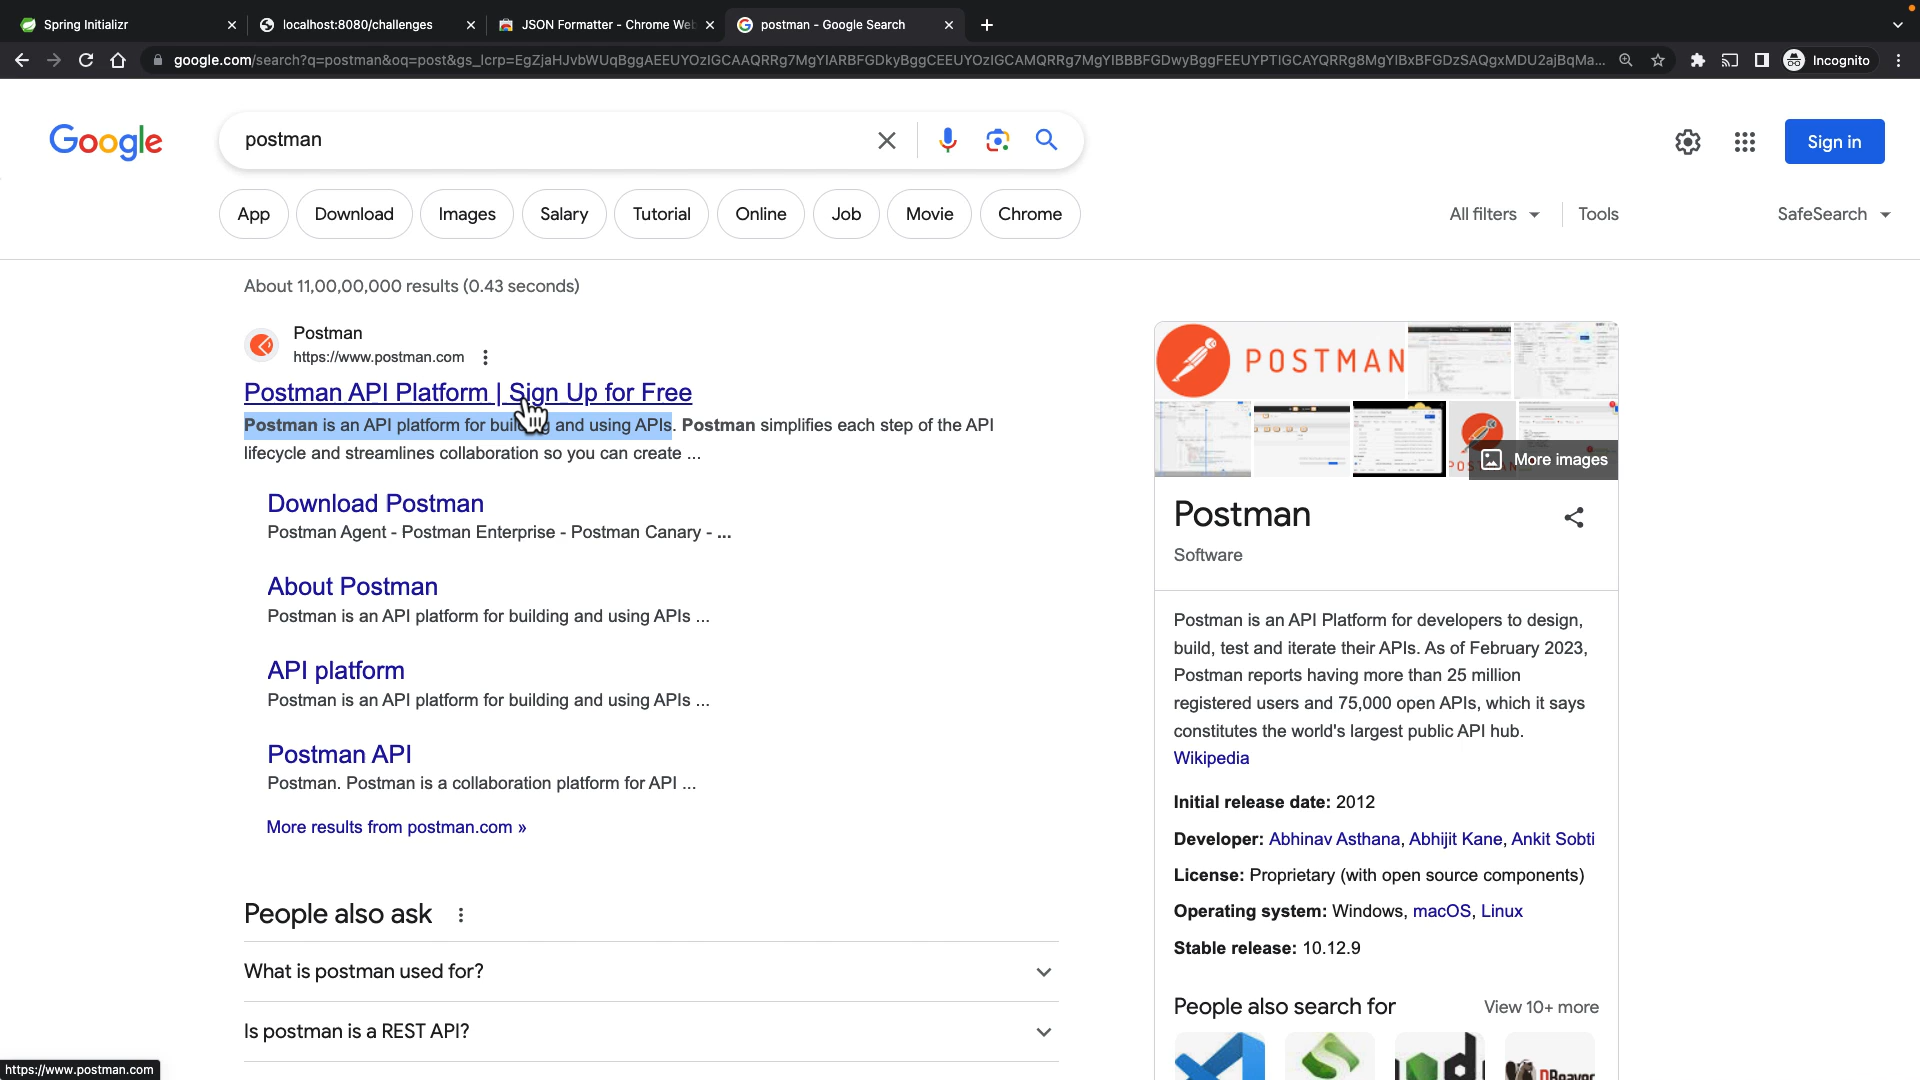 Spring Initializr
localhost:8080/challenges
JSON Formatter - Chrome Web
postman - Google Search
google.com/search?q=postman&oq=post&gs_lcrp=EgZjaHJvbWUqBggAEEUYOzIGCAAQRRg7MgYIARBFGDkyBggCEEUYOzIGCAMQRRg7MgYIBBBFGDwyBggFEEUYPTIGCAYQRRg8MgYIBxBFGDzSAQgxMDU2ajBqMa...
Incognito
Google
postman
Sign in
App
Download
Images
Salary
Tutorial
Online
Job
Movie
Chrome
All filters
Tools
SafeSearch
About 11,00,00,000 results (0.43 seconds)
Postman
https://www.postman.com
Postman API Platform | Sign Up for Free
Postman is an API platform for building and using APIs. Postman simplifies each step of the API
lifecycle and streamlines collaboration so you can create ...
Download Postman
Postman Agent - Postman Enterprise - Postman Canary - ...
About Postman
Postman is an API platform for building and using APIs ...
API platform
Postman is an API platform for building and using APIs ...
Postman API
Postman. Postman is a collaboration platform for API ...
More results from postman.com »
People also ask
What is postman used for?
Is postman is a REST API?
https://www.postman.com
POSTMAN
More images
Postman
Software
Postman is an API Platform for developers to design,
build, test and iterate their APIs. As of February 2023,
Postman reports having more than 25 million
registered users and 75,000 open APIs, which it says
constitutes the world's largest public API hub.
Wikipedia
Initial release date: 2012
Developer: Abhinav Asthana, Abhijit Kane, Ankit Sobti
License: Proprietary (with open source components)
Operating system: Windows, macOS, Linux
Stable release: 10.12.9
People also search for
View 10+ more